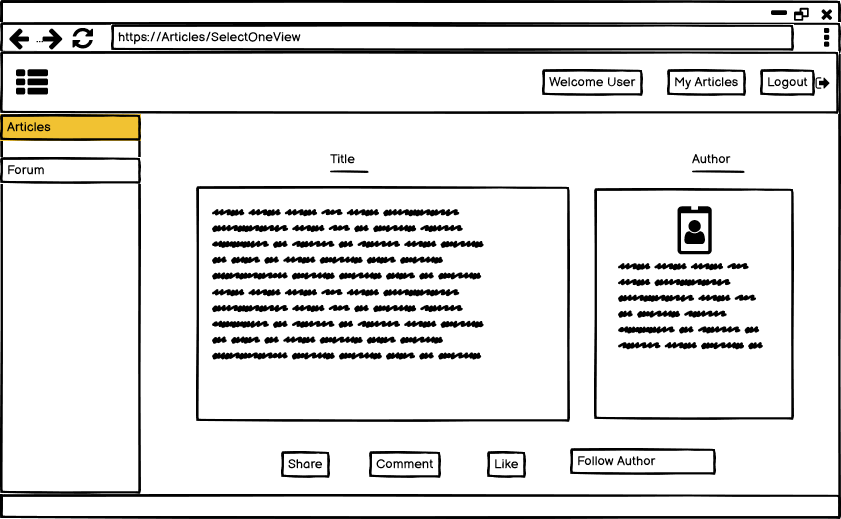 https://Articles/SelectOneView
Welcome User
My Articles
Logout
Articles
Forum
Title
Author
Share
Comment
Like
Follow Author